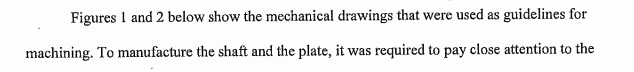 Figures 1 and 2 below show the mechanical drawings that were used as guidelines for
machining. To manufacture the shaft and the plate, it was required to pay close attention to the